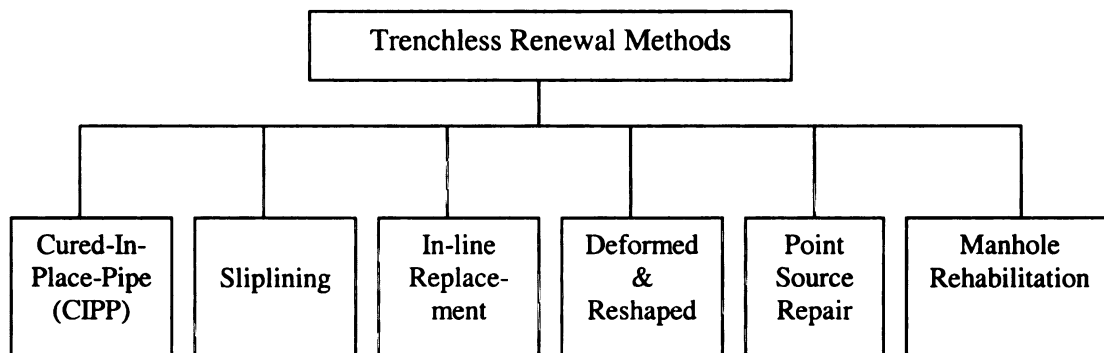 Trenchless Renewal Methods
Cured-In-
Place-Pipe
(CIPP)
Sliplining
In-line
Replace-
ment
Deformed
&
Reshaped
Point
Source
Repair
Manhole
Rehabilitation